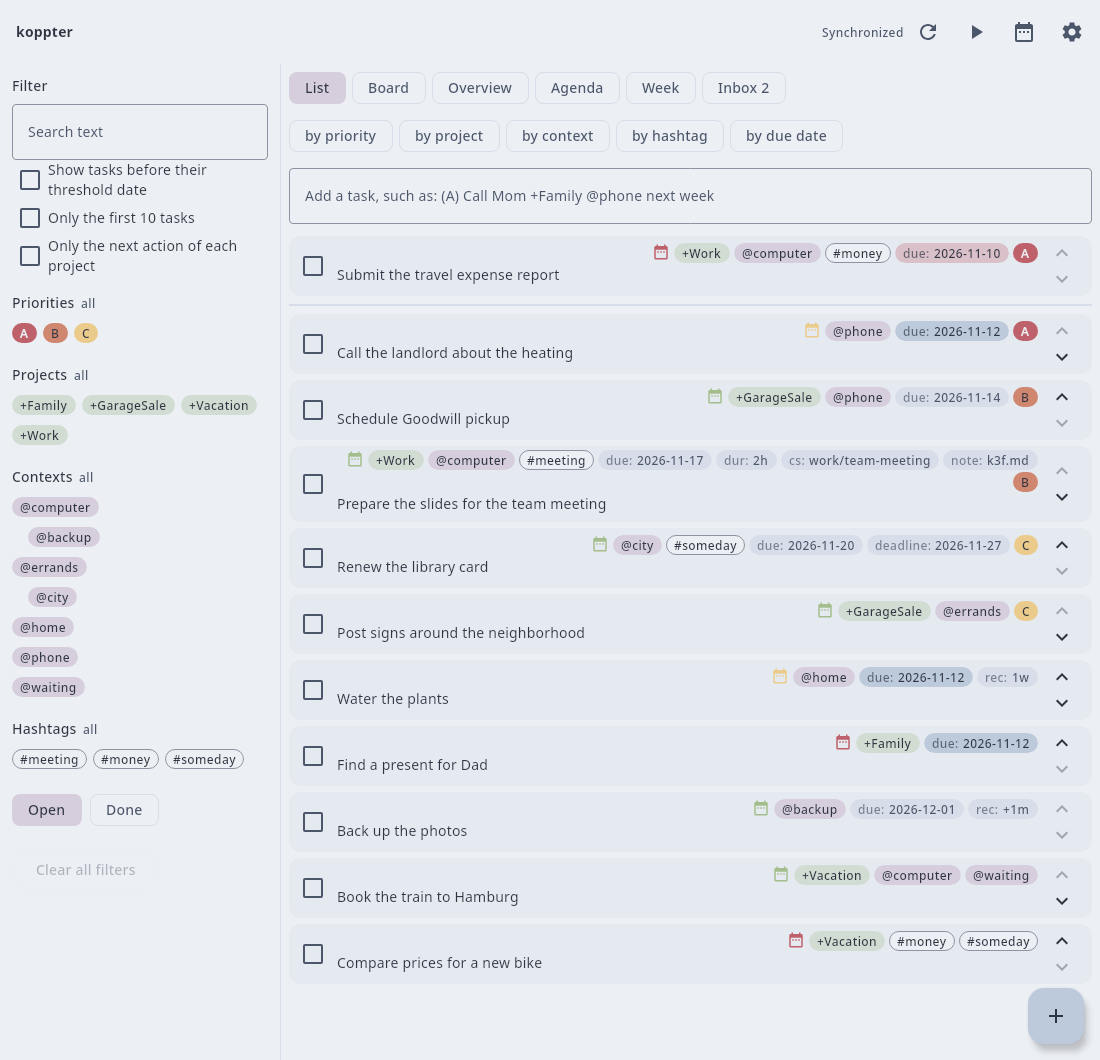 koppter
Synchronized
Filter
Search text
Show tasks before their
threshold date
Only the first 10 tasks
Only the next action of each
project
Priorities all
A B C
Projects all
+Family +GarageSale +Vacation
+Work
Contexts all
@computer
@backup
@errands
@city
@home
@phone
@waiting
Hashtags all
#meeting #money #someday
Open Done
Clear all filters
List Board Overview Agenda Week Inbox 2
by priority by project by context by hashtag by due date
Add a task, such as: (A) Call Mom +Family @phone next week
+Work @computer #money due: 2026-11-10 A
Submit the travel expense report
@phone due: 2026-11-12 A
Call the landlord about the heating
+GarageSale @phone due: 2026-11-14 B
Schedule Goodwill pickup
+Work @computer #meeting due: 2026-11-17 dur: 2h cs: work/team-meeting note: k3f.md
B
Prepare the slides for the team meeting
@city #someday due: 2026-11-20 deadline: 2026-11-27 C
Renew the library card
+GarageSale @errands C
Post signs around the neighborhood
@home due: 2026-11-12 rec: 1w
Water the plants
+Family due: 2026-11-12
Find a present for Dad
@backup due: 2026-12-01 rec: +1m
Back up the photos
+Vacation @computer @waiting
Book the train to Hamburg
+Vacation #money #someday
Compare prices for a new bike